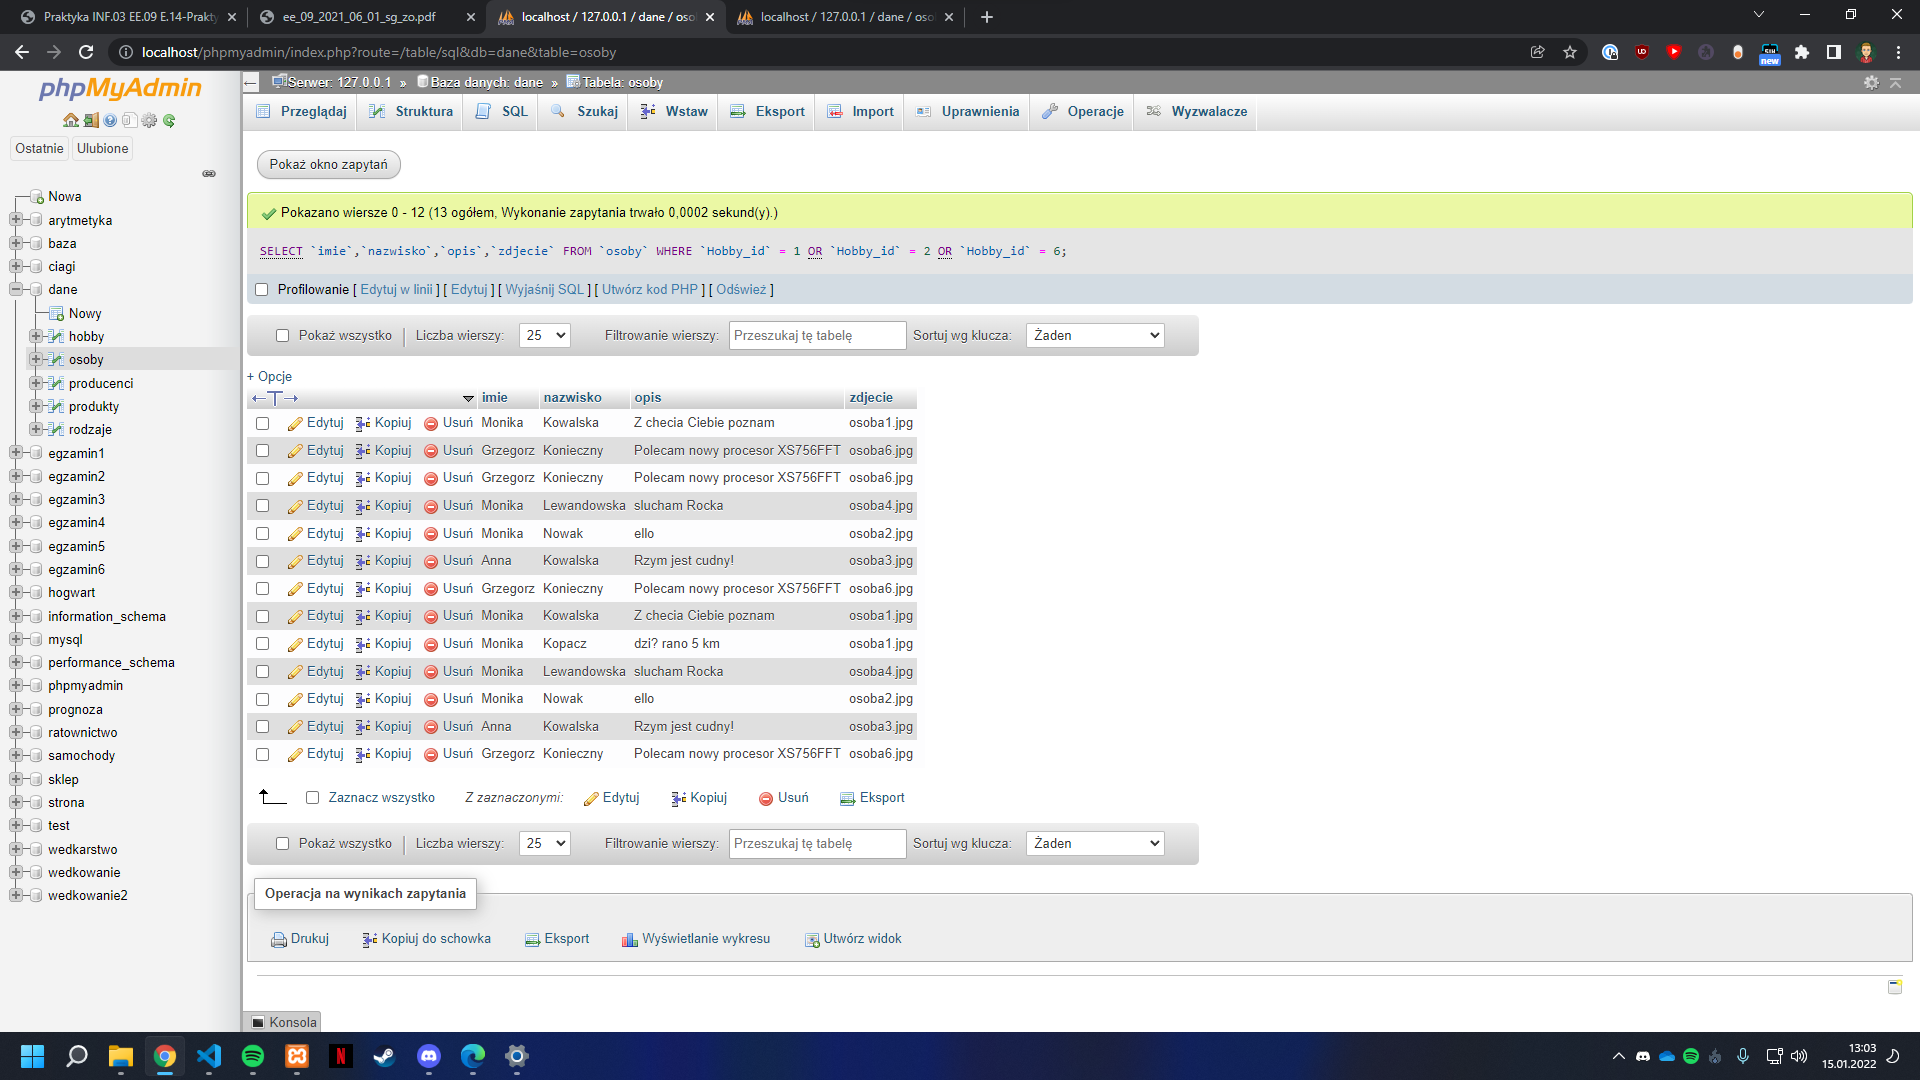 Praktyka INF.03 EE.09 E.14-Prakty
ee_09_2021_06_01_sg_zo.pdf
localhost / 127.0.0.1 / dane / oso
localhost / 127.0.0.1 / dane / oso
localhost/phpmyadmin/index.php?route=/table/sql&db=dane&table=osoby
new
phpMyAdmin
Ostatnie
Ulubione
Nowa
arytmetyka
baza
ciagi
dane
Nowy
hobby
osoby
producenci
produkty
rodzaje
egzamin1
egzamin2
egzamin3
egzamin4
egzamin5
egzamin6
hogwart
information_schema
mysql
performance_schema
phpmyadmin
prognoza
ratownictwo
samochody
sklep
strona
test
wedkarstwo
wedkowanie
wedkowanie2
Serwer: 127.0.0.1 » Baza danych: dane » Tabela: osoby
Przeglądaj Struktura SQL Szukaj Wstaw Eksport Import Uprawnienia Operacje Wyzwalacze
Pokaż okno zapytań
Pokazano wiersze 0 - 12 (13 ogółem, Wykonanie zapytania trwało 0,0002 sekund(y).)
SELECT `imie`,`nazwisko`,`opis`,`zdjecie` FROM `osoby` WHERE `Hobby_id` = 1 OR `Hobby_id` = 2 OR `Hobby_id` = 6;
Profilowanie [ Edytuj w linii ] [ Edytuj ] [ Wyjaśnij SQL ] [ Utwórz kod PHP ] [ Odśwież ]
Pokaż wszystko Liczba wierszy: 25 Filtrowanie wierszy: Przeszukaj tę tabelę Sortuj wg klucza: Żaden
+ Opcje
←T→ imie nazwisko opis zdjecie
Edytuj Kopiuj Usuń Monika Kowalska Z checia Ciebie poznam osoba1.jpg
Edytuj Kopiuj Usuń Grzegorz Konieczny Polecam nowy procesor XS756FFT osoba6.jpg
Edytuj Kopiuj Usuń Grzegorz Konieczny Polecam nowy procesor XS756FFT osoba6.jpg
Edytuj Kopiuj Usuń Monika Lewandowska slucham Rocka osoba4.jpg
Edytuj Kopiuj Usuń Monika Nowak ello osoba2.jpg
Edytuj Kopiuj Usuń Anna Kowalska Rzym jest cudny! osoba3.jpg
Edytuj Kopiuj Usuń Grzegorz Konieczny Polecam nowy procesor XS756FFT osoba6.jpg
Edytuj Kopiuj Usuń Monika Kowalska Z checia Ciebie poznam osoba1.jpg
Edytuj Kopiuj Usuń Monika Kopacz dzi? rano 5 km osoba1.jpg
Edytuj Kopiuj Usuń Monika Lewandowska slucham Rocka osoba4.jpg
Edytuj Kopiuj Usuń Monika Nowak ello osoba2.jpg
Edytuj Kopiuj Usuń Anna Kowalska Rzym jest cudny! osoba3.jpg
Edytuj Kopiuj Usuń Grzegorz Konieczny Polecam nowy procesor XS756FFT osoba6.jpg
Zaznacz wszystko Z zaznaczonymi: Edytuj Kopiuj Usuń Eksport
Pokaż wszystko Liczba wierszy: 25 Filtrowanie wierszy: Przeszukaj tę tabelę Sortuj wg klucza: Żaden
Operacja na wynikach zapytania
Drukuj Kopiuj do schowka Eksport Wyświetlanie wykresu Utwórz widok
Konsola
13:03
15.01.2022